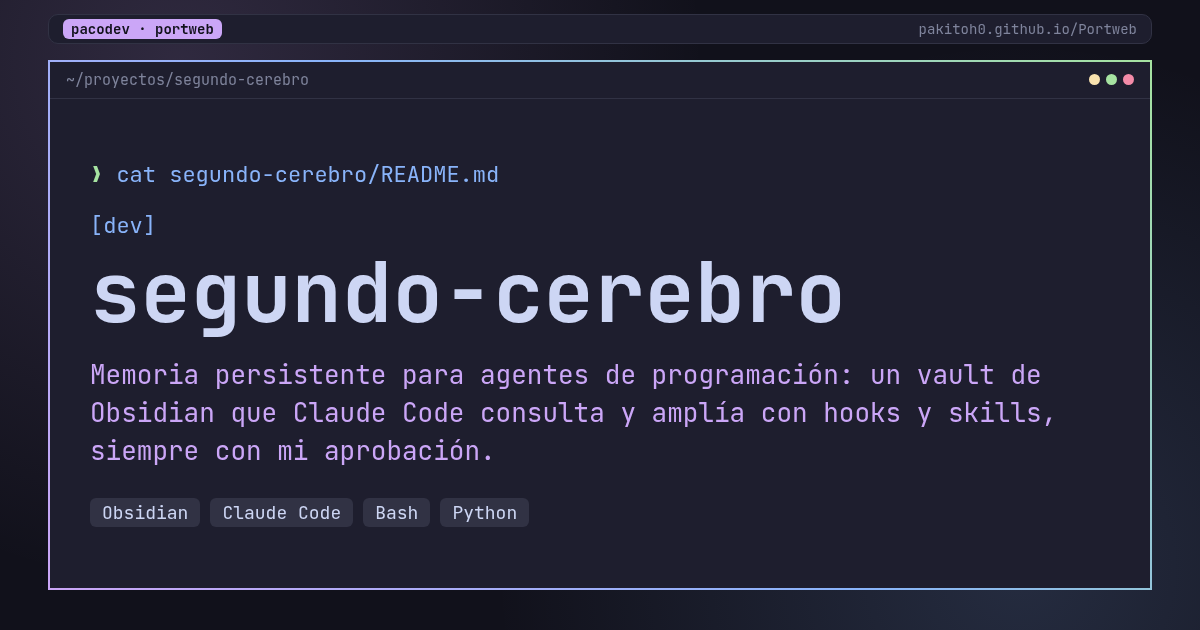 pacodev · portweb
pakitoh0.github.io/Portweb
~/proyectos/segundo-cerebro
❯ cat segundo-cerebro/README.md
[dev]
segundo-cerebro
Memoria persistente para agentes de programación: un vault de
Obsidian que Claude Code consulta y amplía con hooks y skills,
siempre con mi aprobación.
Obsidian
Claude Code
Bash
Python